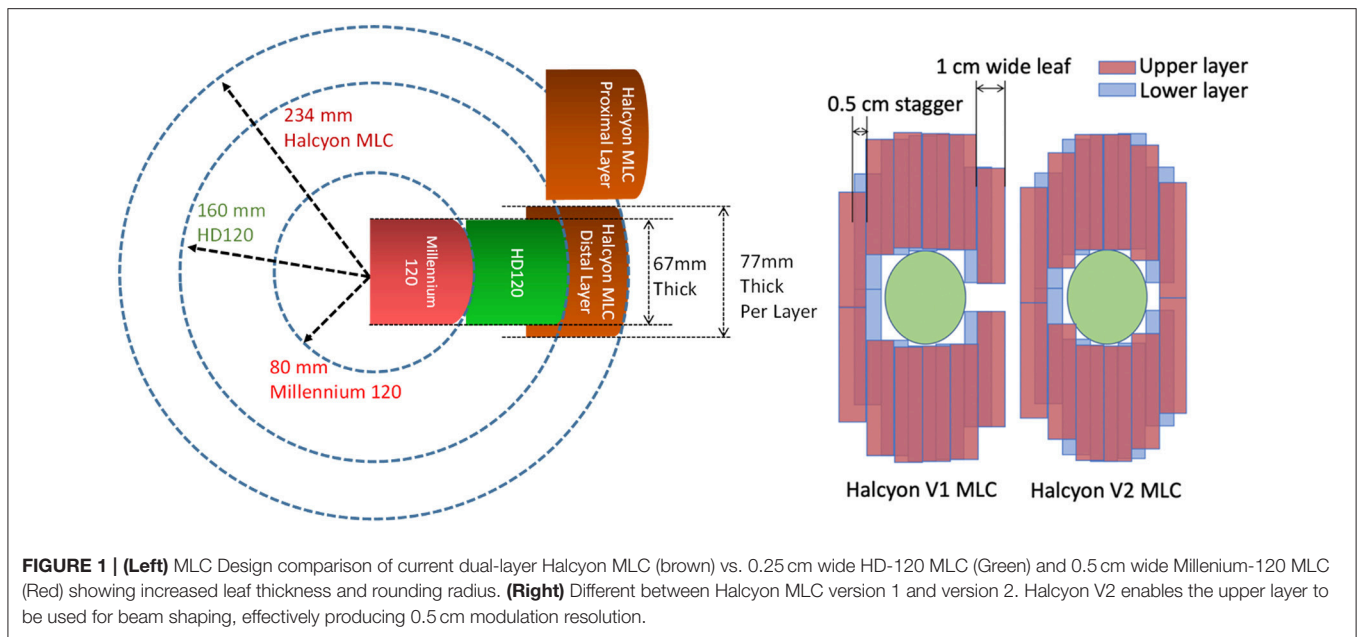 234 mm
Halcyon MLC
160 mm
HD120
80 mm
Millennium 120
Millennium
120
HD120
Halcyon MLC
Proximal Layer
Halcyon MLC
Distal Layer
67mm
Thick
77mm
Thick
Per Layer
1 cm wide leaf
0.5 cm stagger
Upper layer
Lower layer
Halcyon V1 MLC
Halcyon V2 MLC
FIGURE 1 | (Left) MLC Design comparison of current dual-layer Halcyon MLC (brown) vs. 0.25 cm wide HD-120 MLC (Green) and 0.5 cm wide Millenium-120 MLC
(Red) showing increased leaf thickness and rounding radius. (Right) Different between Halcyon MLC version 1 and version 2. Halcyon V2 enables the upper layer to
be used for beam shaping, effectively producing 0.5 cm modulation resolution.